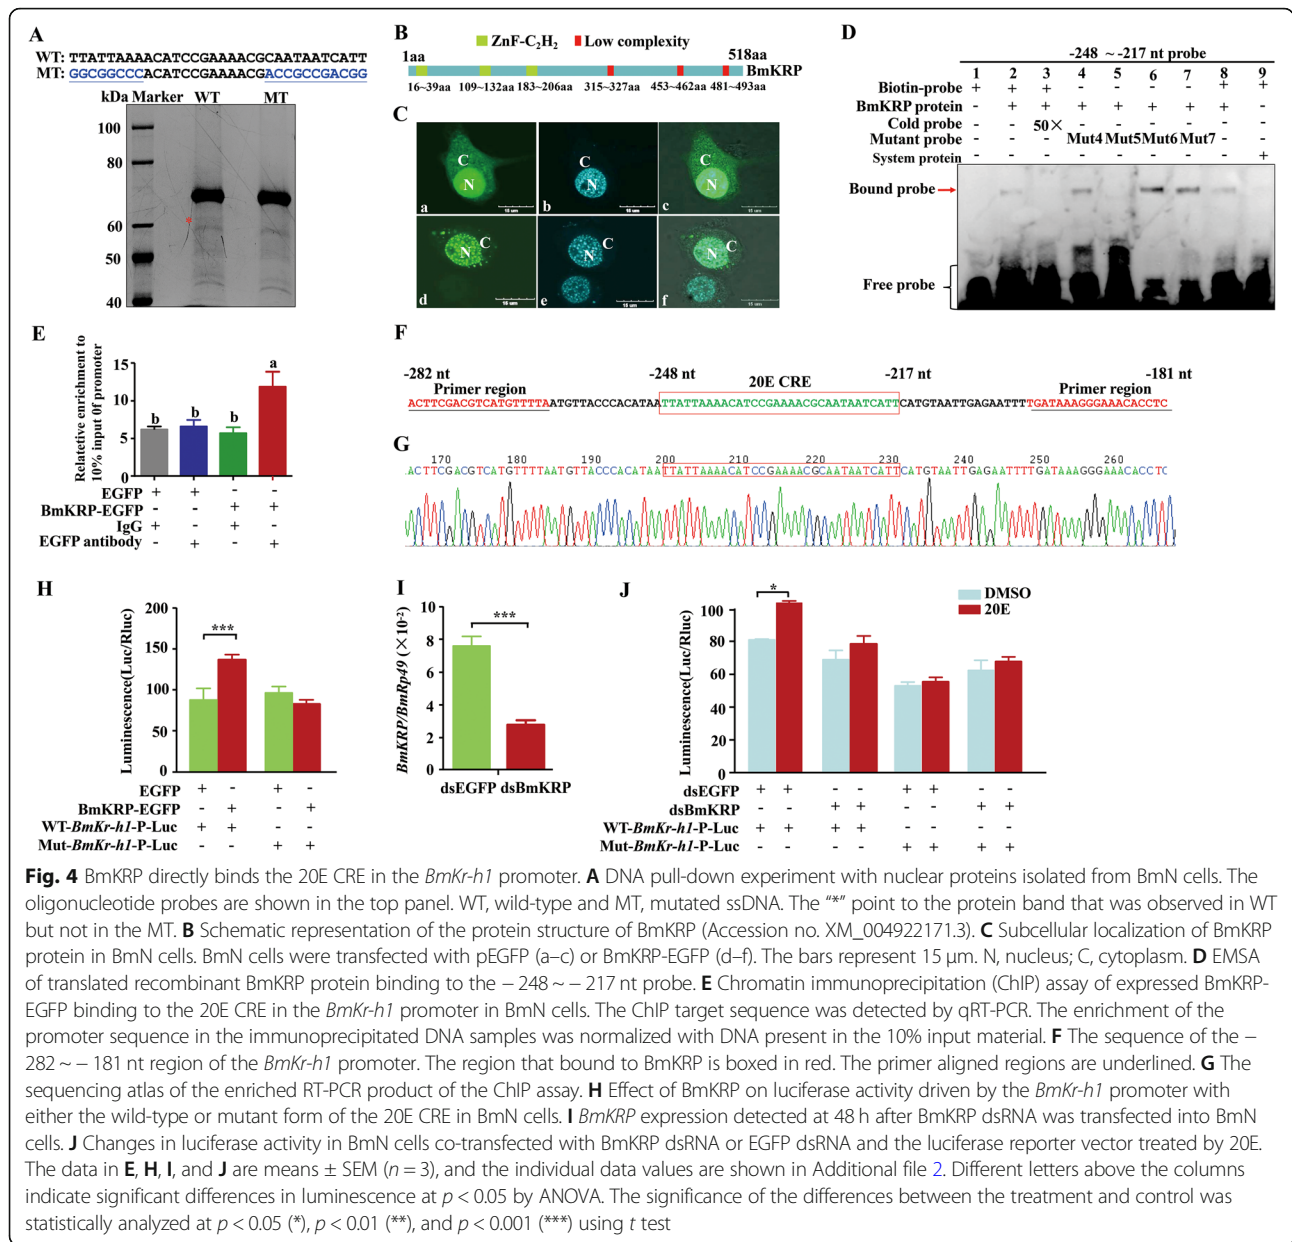 A
WT: TTATTAAAACATCCGAAAACGCAATAATCATT
MT: GGCGGCCCACATCCGAAAACGACCGCCGACGG
kDa Marker WT MT
100
80
60
50
40
*
B
ZnF-C2H2 Low complexity
1aa 518aa
BmKRP
16~39aa 109~132aa 183~206aa 315~327aa 453~462aa 481~493aa
C
C N a 15 um
C N b 15 um
C N c 15 um
N C d 15 um
N C e 15 um
N C f 15 um
D
-248 ~ -217 nt probe
1 2 3 4 5 6 7 8 9
Biotin-probe + + + - - - - + +
BmKRP protein - + + + + + + + -
Cold probe - - 50× - - - - - -
Mutant probe - - - Mut4 Mut5 Mut6 Mut7 - -
System protein - - - - - - - - +
Bound probe
Free probe
E
Relatetive enrichment to
10% input 0f promoter
15
10
5
0
b b b a
EGFP + + - -
BmKRP-EGFP - - + +
IgG + - + -
EGFP antibody - + - +
F
-282 nt -248 nt 20E CRE -217 nt -181 nt
Primer region Primer region
ACTTCGACGTCATGTTTTAATGTTACCCACATAATTATTAAAACATCCGAAAACGCAATAATCATTCATGTAATTGAGAATTTTGATAAAGGGAAACACCTC
G
170 180 190 200 210 220 230 240 250 260
ACTTCGACGTCATGTTTTAATGTTACCCACATAATTATTAAAACATCCGAAAACGCAATAATCATTCATGTAATTGAGAATTTTGATAAAGGGAAACACCTC
H
Luminescence(Luc/Rluc)
200
150
100
50
0
***
EGFP + - + -
BmKRP-EGFP - + - +
WT-BmKr-h1-P-Luc + + - -
Mut-BmKr-h1-P-Luc - - + +
I
BmKRP/BmRp49 (×10-2)
10
8
6
4
2
0
***
dsEGFP dsBmKRP
J
Luminescence(Luc/Rluc)
100
80
60
40
20
0
*
DMSO
20E
dsEGFP + + - - + + - -
dsBmKRP - - + + - - + +
WT-BmKr-h1-P-Luc + + + + - - - -
Mut-BmKr-h1-P-Luc - - - - + + + +
Fig. 4 BmKRP directly binds the 20E CRE in the BmKr-h1 promoter. A DNA pull-down experiment with nuclear proteins isolated from BmN cells. The
oligonucleotide probes are shown in the top panel. WT, wild-type and MT, mutated ssDNA. The “*” point to the protein band that was observed in WT
but not in the MT. B Schematic representation of the protein structure of BmKRP (Accession no. XM_004922171.3). C Subcellular localization of BmKRP
protein in BmN cells. BmN cells were transfected with pEGFP (a–c) or BmKRP-EGFP (d–f). The bars represent 15 μm. N, nucleus; C, cytoplasm. D EMSA
of translated recombinant BmKRP protein binding to the − 248 ~ − 217 nt probe. E Chromatin immunoprecipitation (ChIP) assay of expressed BmKRP-
EGFP binding to the 20E CRE in the BmKr-h1 promoter in BmN cells. The ChIP target sequence was detected by qRT-PCR. The enrichment of the
promoter sequence in the immunoprecipitated DNA samples was normalized with DNA present in the 10% input material. F The sequence of the −
282 ~ − 181 nt region of the BmKr-h1 promoter. The region that bound to BmKRP is boxed in red. The primer aligned regions are underlined. G The
sequencing atlas of the enriched RT-PCR product of the ChIP assay. H Effect of BmKRP on luciferase activity driven by the BmKr-h1 promoter with
either the wild-type or mutant form of the 20E CRE in BmN cells. I BmKRP expression detected at 48 h after BmKRP dsRNA was transfected into BmN
cells. J Changes in luciferase activity in BmN cells co-transfected with BmKRP dsRNA or EGFP dsRNA and the luciferase reporter vector treated by 20E.
The data in E, H, I, and J are means ± SEM (n = 3), and the individual data values are shown in Additional file 2. Different letters above the columns
indicate significant differences in luminescence at p < 0.05 by ANOVA. The significance of the differences between the treatment and control was
statistically analyzed at p < 0.05 (*), p < 0.01 (**), and p < 0.001 (***) using t test